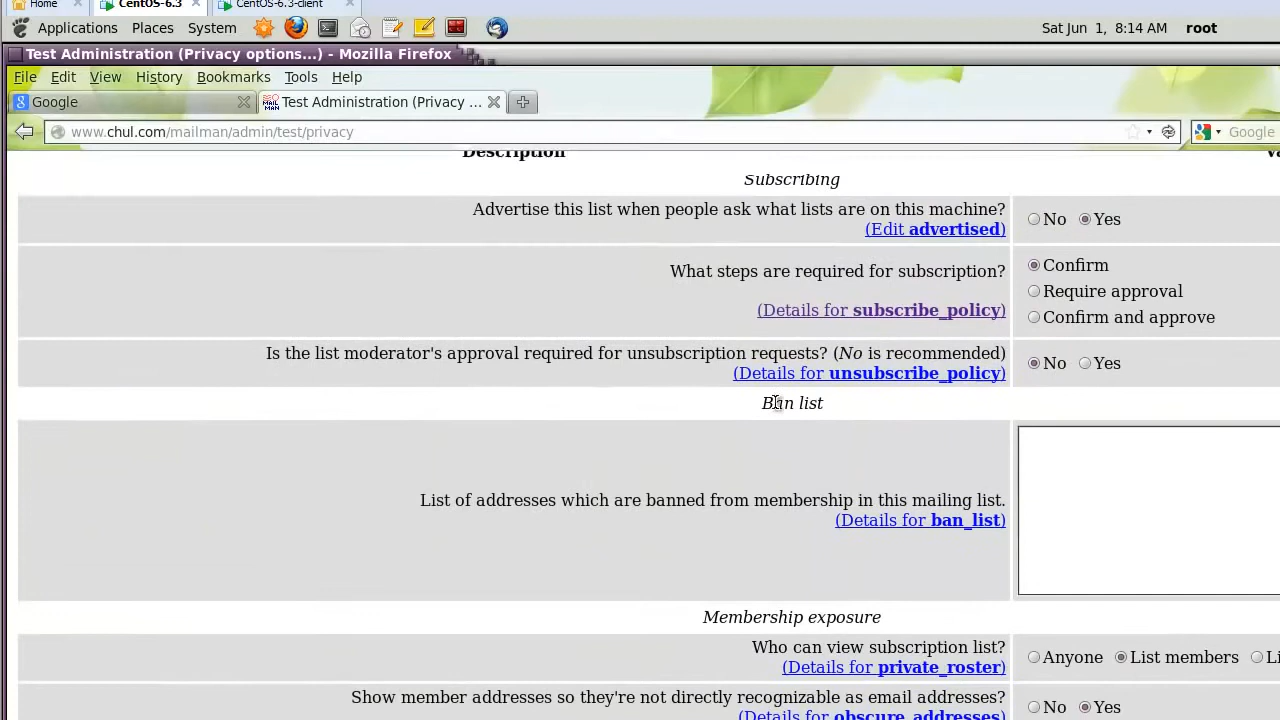 Home CentOS-6.3 CentOS-6.3-client
Applications Places System Sat Jun 1, 8:14 AM root
Test Administration (Privacy options...) - Mozilla Firefox
File Edit View History Bookmarks Tools Help
Google Test Administration (Privacy ...
www.chul.com/mailman/admin/test/privacy Google
Description
Subscribing
Advertise this list when people ask what lists are on this machine?
(Edit advertised)
No Yes
What steps are required for subscription?
(Details for subscribe_policy)
Confirm
Require approval
Confirm and approve
Is the list moderator's approval required for unsubscription requests? (No is recommended)
(Details for unsubscribe_policy)
No Yes
Ban list
List of addresses which are banned from membership in this mailing list.
(Details for ban_list)
Membership exposure
Who can view subscription list?
(Details for private_roster)
Anyone List members
Show member addresses so they're not directly recognizable as email addresses?
(Details for obscure_addresses)
No Yes